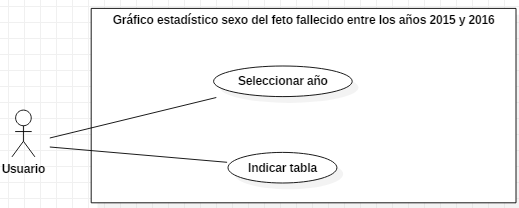 Gráfico estadístico sexo del feto fallecido entre los años 2015 y 2016
Seleccionar año
Usuario
Indicar tabla